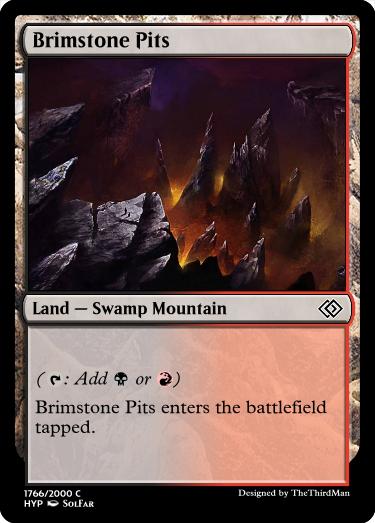 Brimstone Pits
Land — Swamp Mountain
( : Add or )
Brimstone Pits enters the battlefield
tapped.
1766/2000 C
HYP SolFar
Designed by TheThirdMan